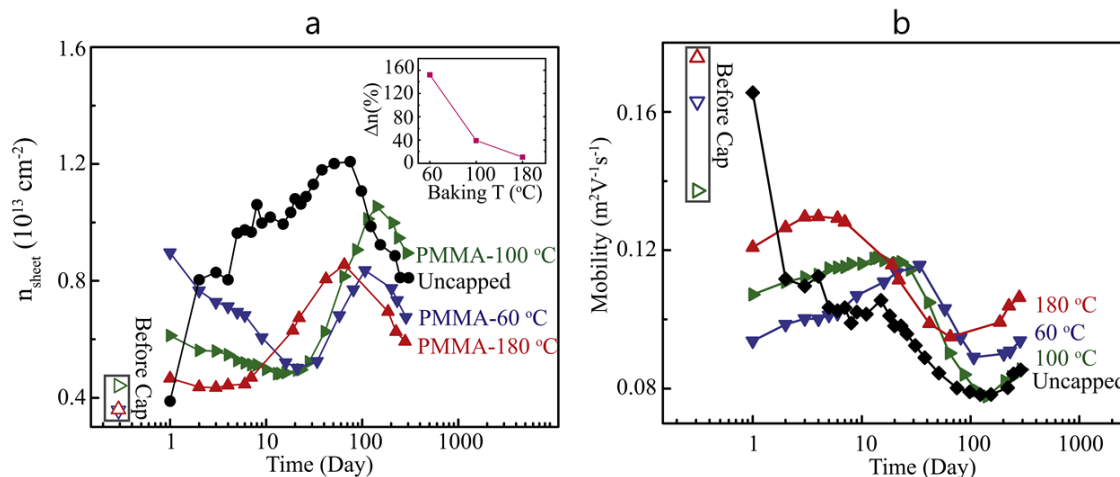 a
1.6
1.2
0.8
0.4
n_sheet (10^13 cm^-2)
160
120
80
40
0
Δn(%)
60 100 180
Baking T (°C)
PMMA-100 °C
Uncapped
PMMA-60 °C
PMMA-180 °C
Before Cap
1 10 100 1000
Time (Day)
b
0.16
0.12
0.08
Mobility (m²V⁻¹s⁻¹)
Before Cap
180 °C
60 °C
100 °C
Uncapped
1 10 100 1000
Time (Day)